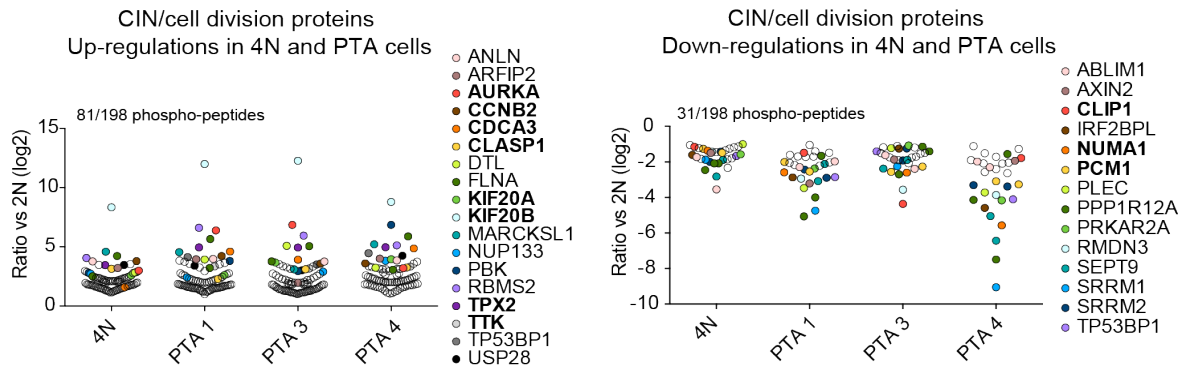 CIN/cell division proteins
Up-regulations in 4N and PTA cells
81/198 phospho-peptides
Ratio vs 2N (log2)
15
10
5
0
4N
PTA 1
PTA 3
PTA 4
ANLN
ARFIP2
AURKA
CCNB2
CDCA3
CLASP1
DTL
FLNA
KIF20A
KIF20B
MARCKSL1
NUP133
PBK
RBMS2
TPX2
TTK
TP53BP1
USP28
CIN/cell division proteins
Down-regulations in 4N and PTA cells
31/198 phospho-peptides
Ratio vs 2N (log2)
0
-2
-4
-6
-8
-10
4N
PTA 1
PTA 3
PTA 4
ABLIM1
AXIN2
CLIP1
IRF2BPL
NUMA1
PCM1
PLEC
PPP1R12A
PRKAR2A
RMDN3
SEPT9
SRRM1
SRRM2
TP53BP1